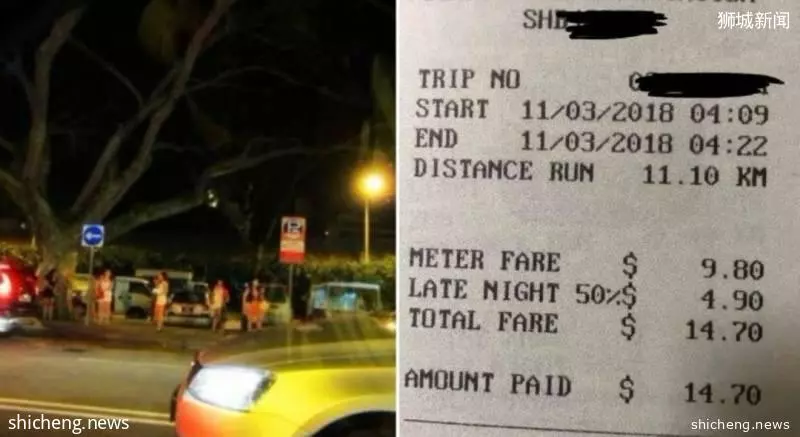 狮城新闻
SH
TRIP NO
START 11/03/2018 04:09
END 11/03/2018 04:22
DISTANCE RUN 11.10 KM
METER FARE $ 9.80
LATE NIGHT 50%$ 4.90
TOTAL FARE $ 14.70
AMOUNT PAID $ 14.70
shicheng.news
shicheng.news